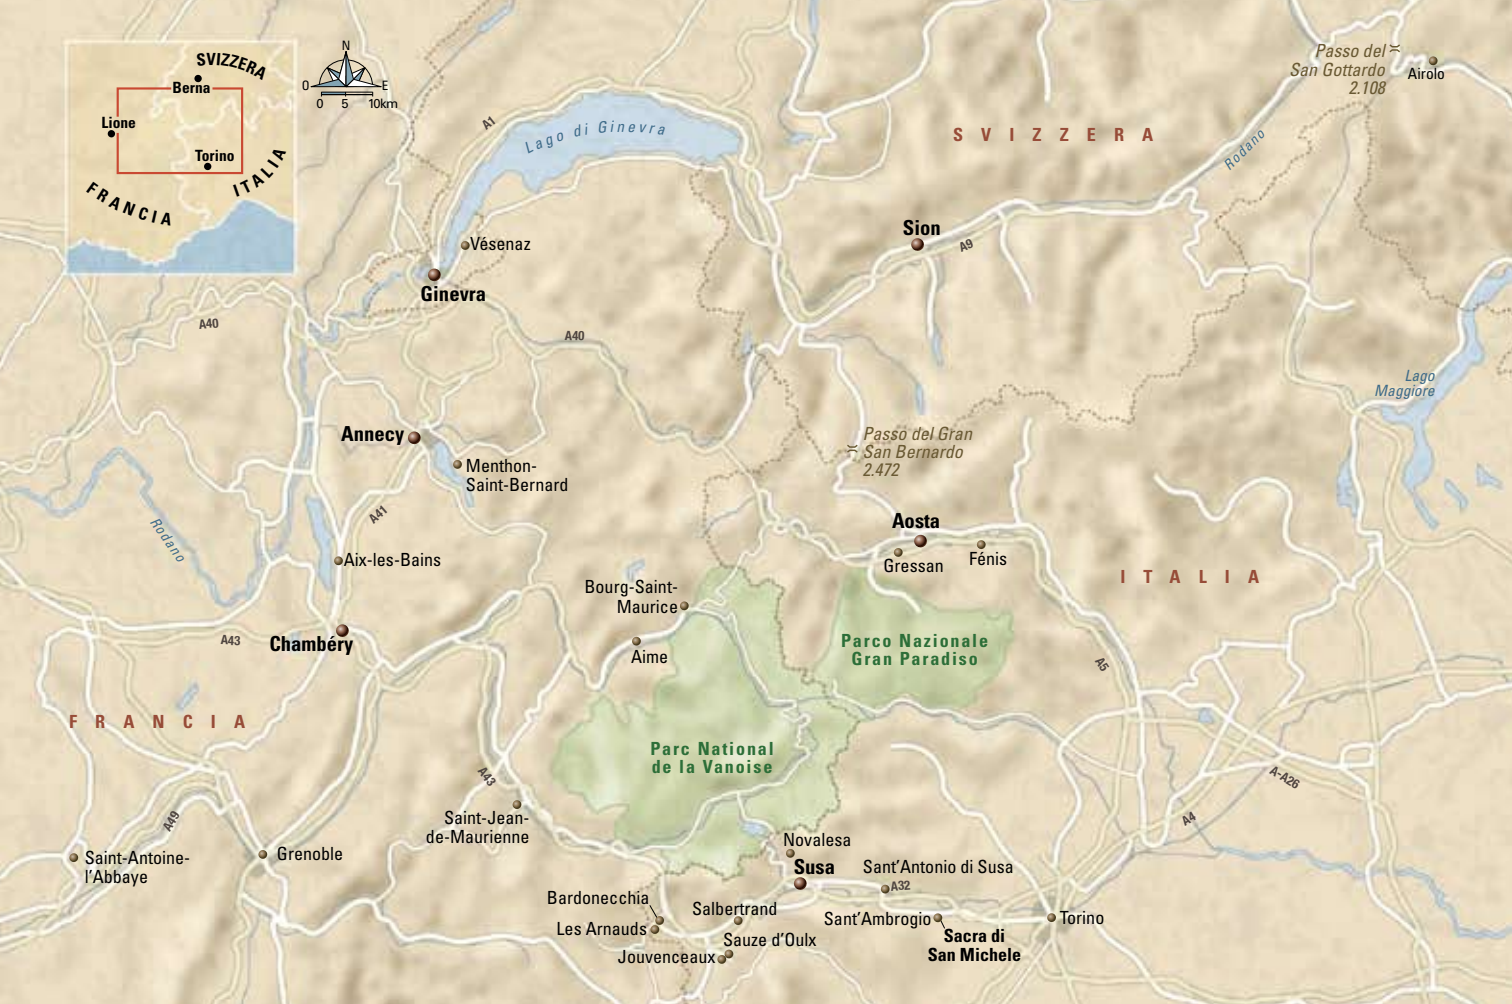 SVIZZERA
Berna
Lione
Torino
FRANCIA
ITALIA
N
O
E
0 5 10km
A1
Lago di Ginevra
SVIZZERA
Passo del
San Gottardo
2.108
Airolo
Rodano
Vésenaz
Sion
A9
Ginevra
A40
A40
Lago
Maggiore
Annecy
Menthon-
Saint-Bernard
Passo del Gran
San Bernardo
2.472
A41
Rodano
Aosta
Gressan
Fénis
Aix-les-Bains
Bourg-Saint-
Maurice
ITALIA
A43
Chambéry
Aime
Parco Nazionale
Gran Paradiso
A5
FRANCIA
Parc National
de la Vanoise
A43
A-A26
A49
Saint-Jean-
de-Maurienne
A4
Saint-Antoine-
l'Abbaye
Grenoble
Novalesa
Susa
Sant'Antonio di Susa
A32
Bardonecchia
Les Arnauds
Salbertrand
Sant'Ambrogio
Torino
Sauze d'Oulx
Jouvenceaux
Sacra di
San Michele